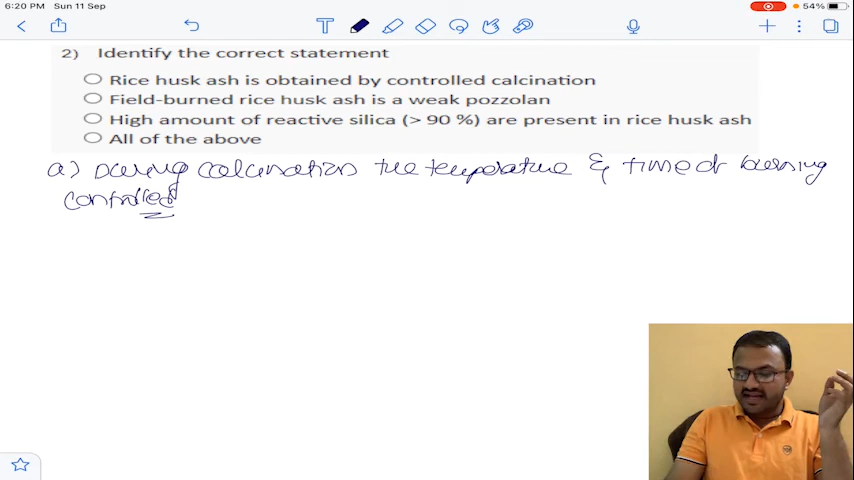 6:20 PM Sun 11 Sep
54%
2) Identify the correct statement
Rice husk ash is obtained by controlled calcination
Field-burned rice husk ash is a weak pozzolan
High amount of reactive silica (> 90 %) are present in rice husk ash
All of the above
a) During calcination the temperature & time of burning
controlled